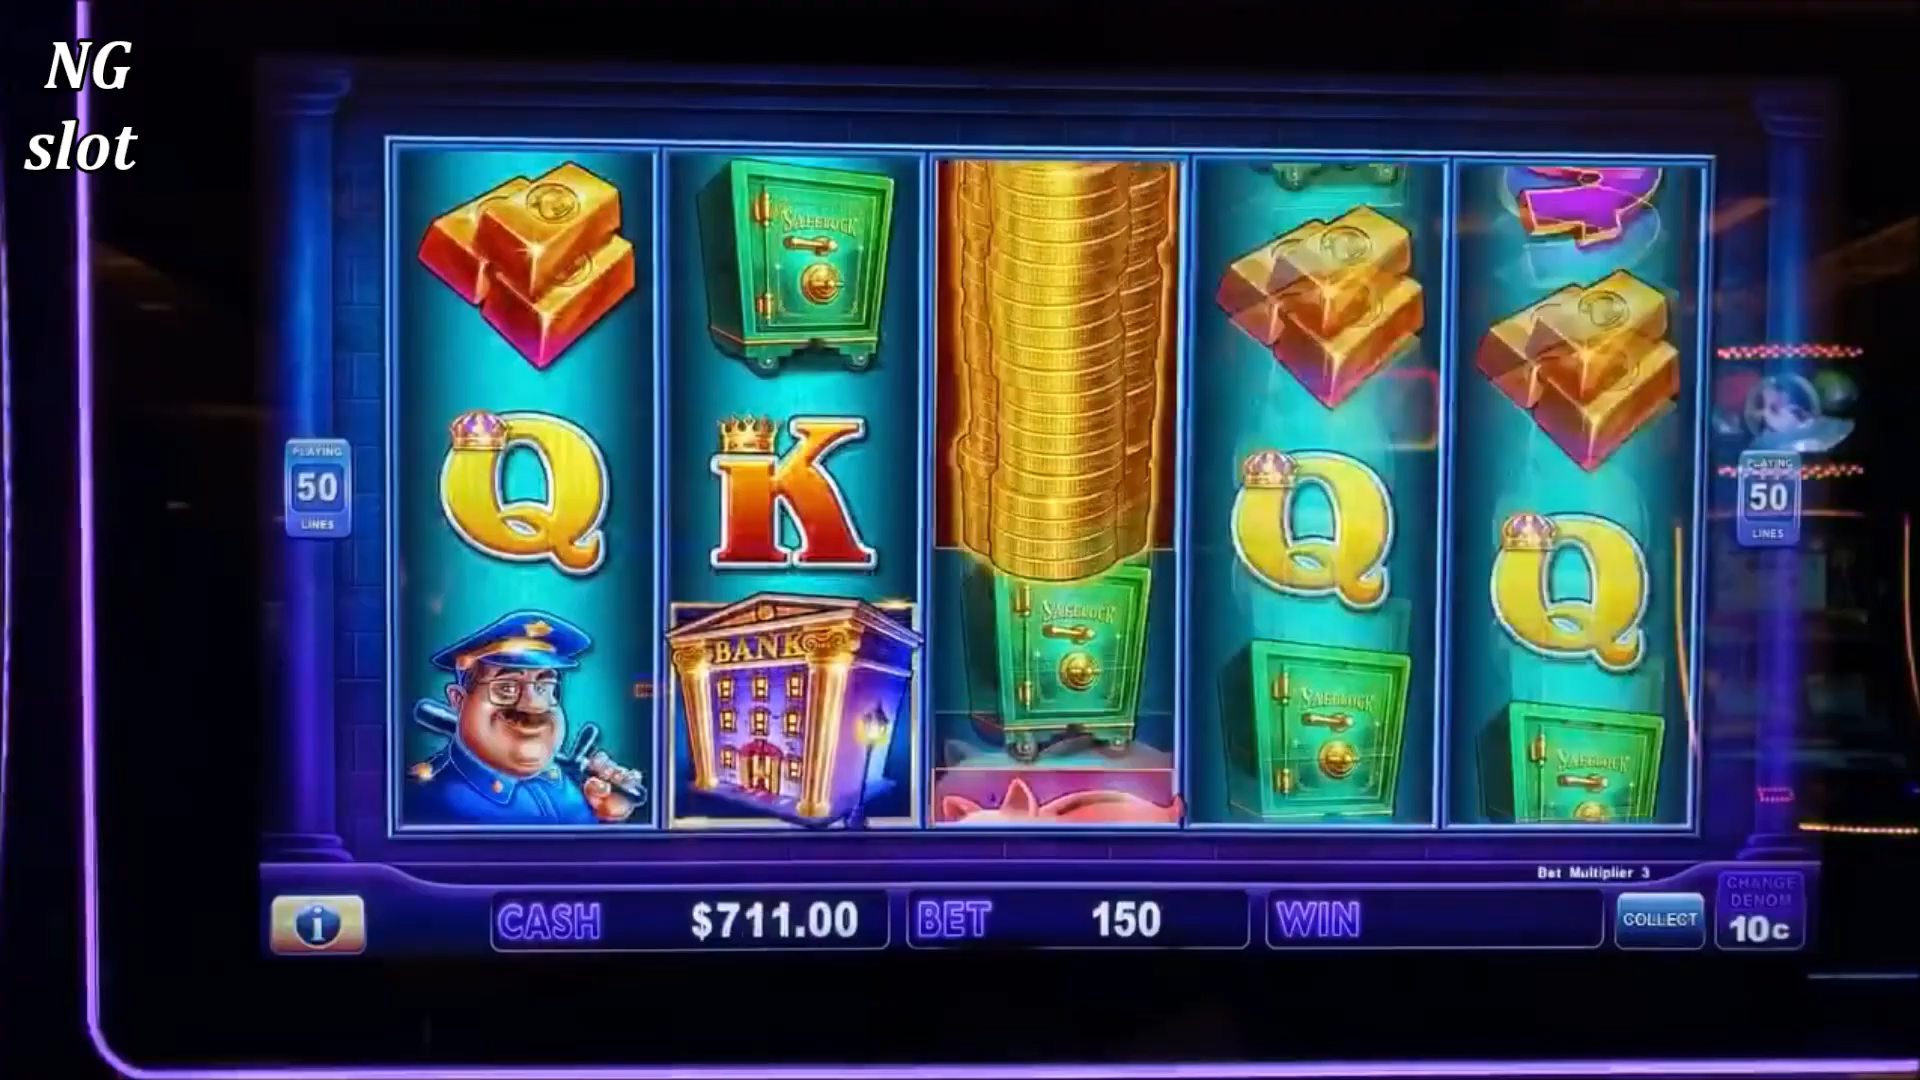 NG
slot
SAFELOCK
Q
K
BANK
SAFELOCK
Q
SAFELOCK
Q
SAFELOCK
PLAYING
50
LINES
PLAYING
50
LINES
Bet Multiplier 3
CASH $711.00
BET 150
WIN
COLLECT
CHANGE
DENOM
10c